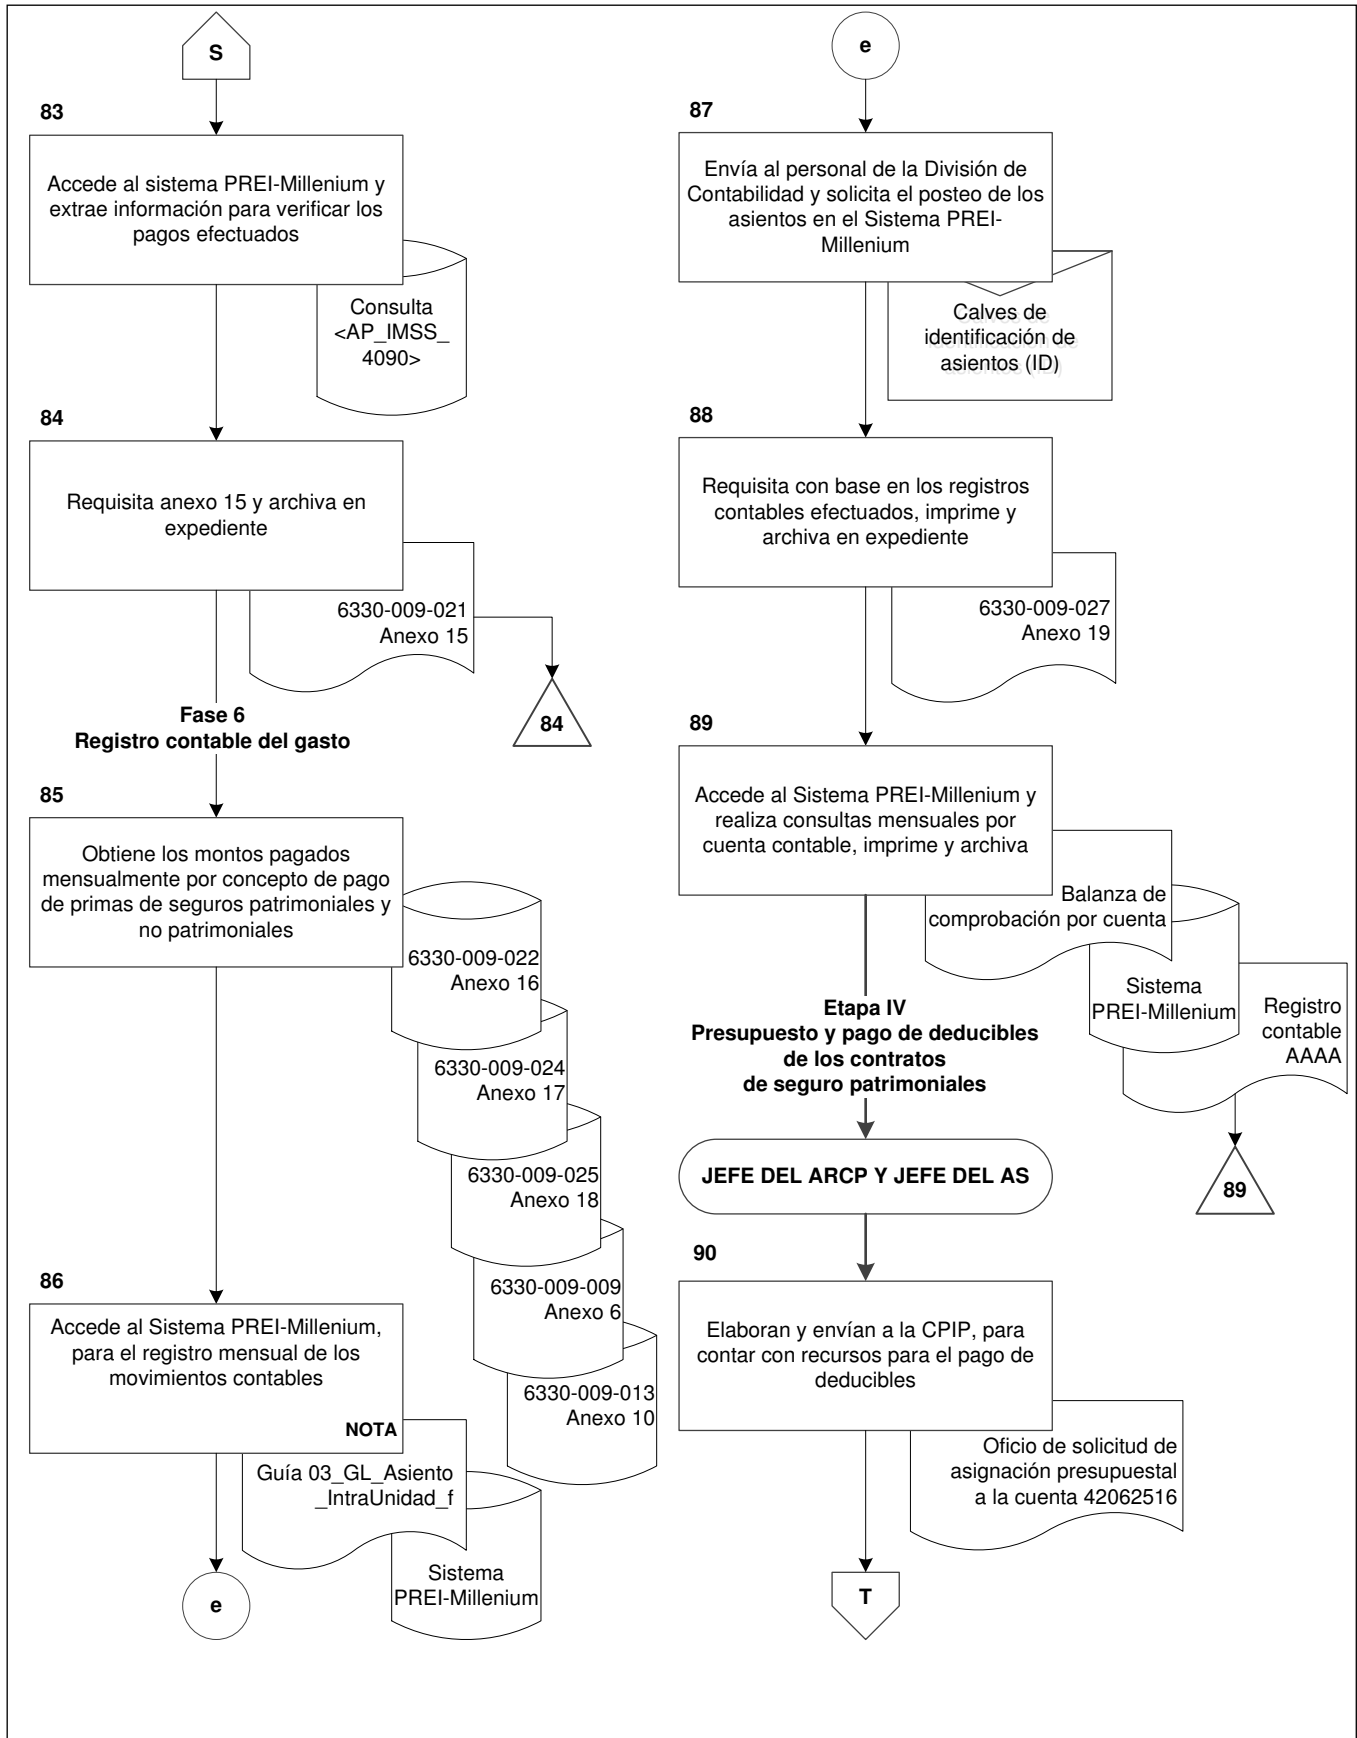 S
83
Accede al sistema PREI-Millenium y
extrae información para verificar los
pagos efectuados
Consulta
<AP_IMSS_
4090>
84
Requisita anexo 15 y archiva en
expediente
6330-009-021
Anexo 15
84
Fase 6
Registro contable del gasto
85
Obtiene los montos pagados
mensualmente por concepto de pago
de primas de seguros patrimoniales y
no patrimoniales
6330-009-022
Anexo 16
6330-009-024
Anexo 17
6330-009-025
Anexo 18
6330-009-009
Anexo 6
6330-009-013
Anexo 10
86
Accede al Sistema PREI-Millenium,
para el registro mensual de los
movimientos contables
NOTA
Guía 03_GL_Asiento
_IntraUnidad_f
Sistema
PREI-Millenium
e
e
87
Envía al personal de la División de
Contabilidad y solicita el posteo de los
asientos en el Sistema PREI-
Millenium
Calves de
identificación de
asientos (ID)
88
Requisita con base en los registros
contables efectuados, imprime y
archiva en expediente
6330-009-027
Anexo 19
89
Accede al Sistema PREI-Millenium y
realiza consultas mensuales por
cuenta contable, imprime y archiva
Balanza de
comprobación por cuenta
Sistema
PREI-Millenium
Registro
contable
AAAA
89
Etapa IV
Presupuesto y pago de deducibles
de los contratos
de seguro patrimoniales
JEFE DEL ARCP Y JEFE DEL AS
90
Elaboran y envían a la CPIP, para
contar con recursos para el pago de
deducibles
Oficio de solicitud de
asignación presupuestal
a la cuenta 42062516
T